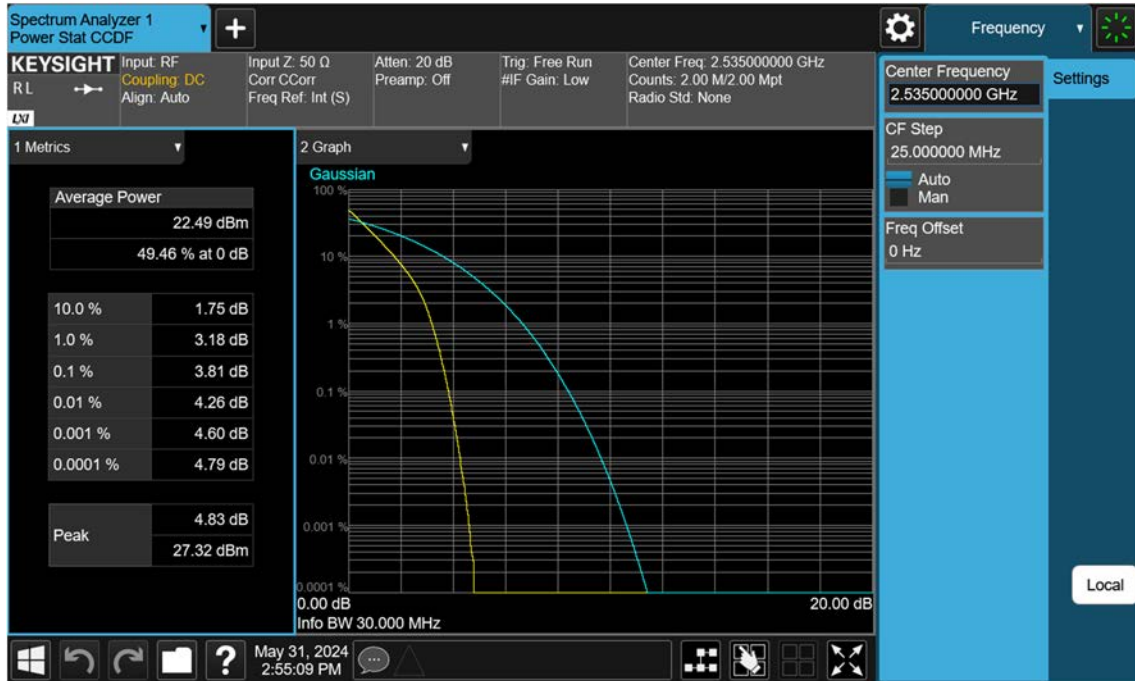 Spectrum Analyzer 1
Power Stat CCDF
Frequency
KEYSIGHT
RL
LXI
Input: RF
Coupling: DC
Align: Auto
Input Z: 50 Ω
Corr CCorr
Freq Ref: Int (S)
Atten: 20 dB
Preamp: Off
Trig: Free Run
#IF Gain: Low
Center Freq: 2.535000000 GHz
Counts: 2.00 M/2.00 Mpt
Radio Std: None
Center Frequency
2.535000000 GHz
Settings
CF Step
25.000000 MHz
Auto
Man
Freq Offset
0 Hz
1 Metrics
Average Power
22.49 dBm
49.46 % at 0 dB
10.0 % 1.75 dB
1.0 % 3.18 dB
0.1 % 3.81 dB
0.01 % 4.26 dB
0.001 % 4.60 dB
0.0001 % 4.79 dB
Peak
4.83 dB
27.32 dBm
2 Graph
Gaussian
100 %
10 %
1 %
0.1 %
0.01 %
0.001 %
0.0001 %
0.00 dB
20.00 dB
Info BW 30.000 MHz
Local
?
May 31, 2024
2:55:09 PM